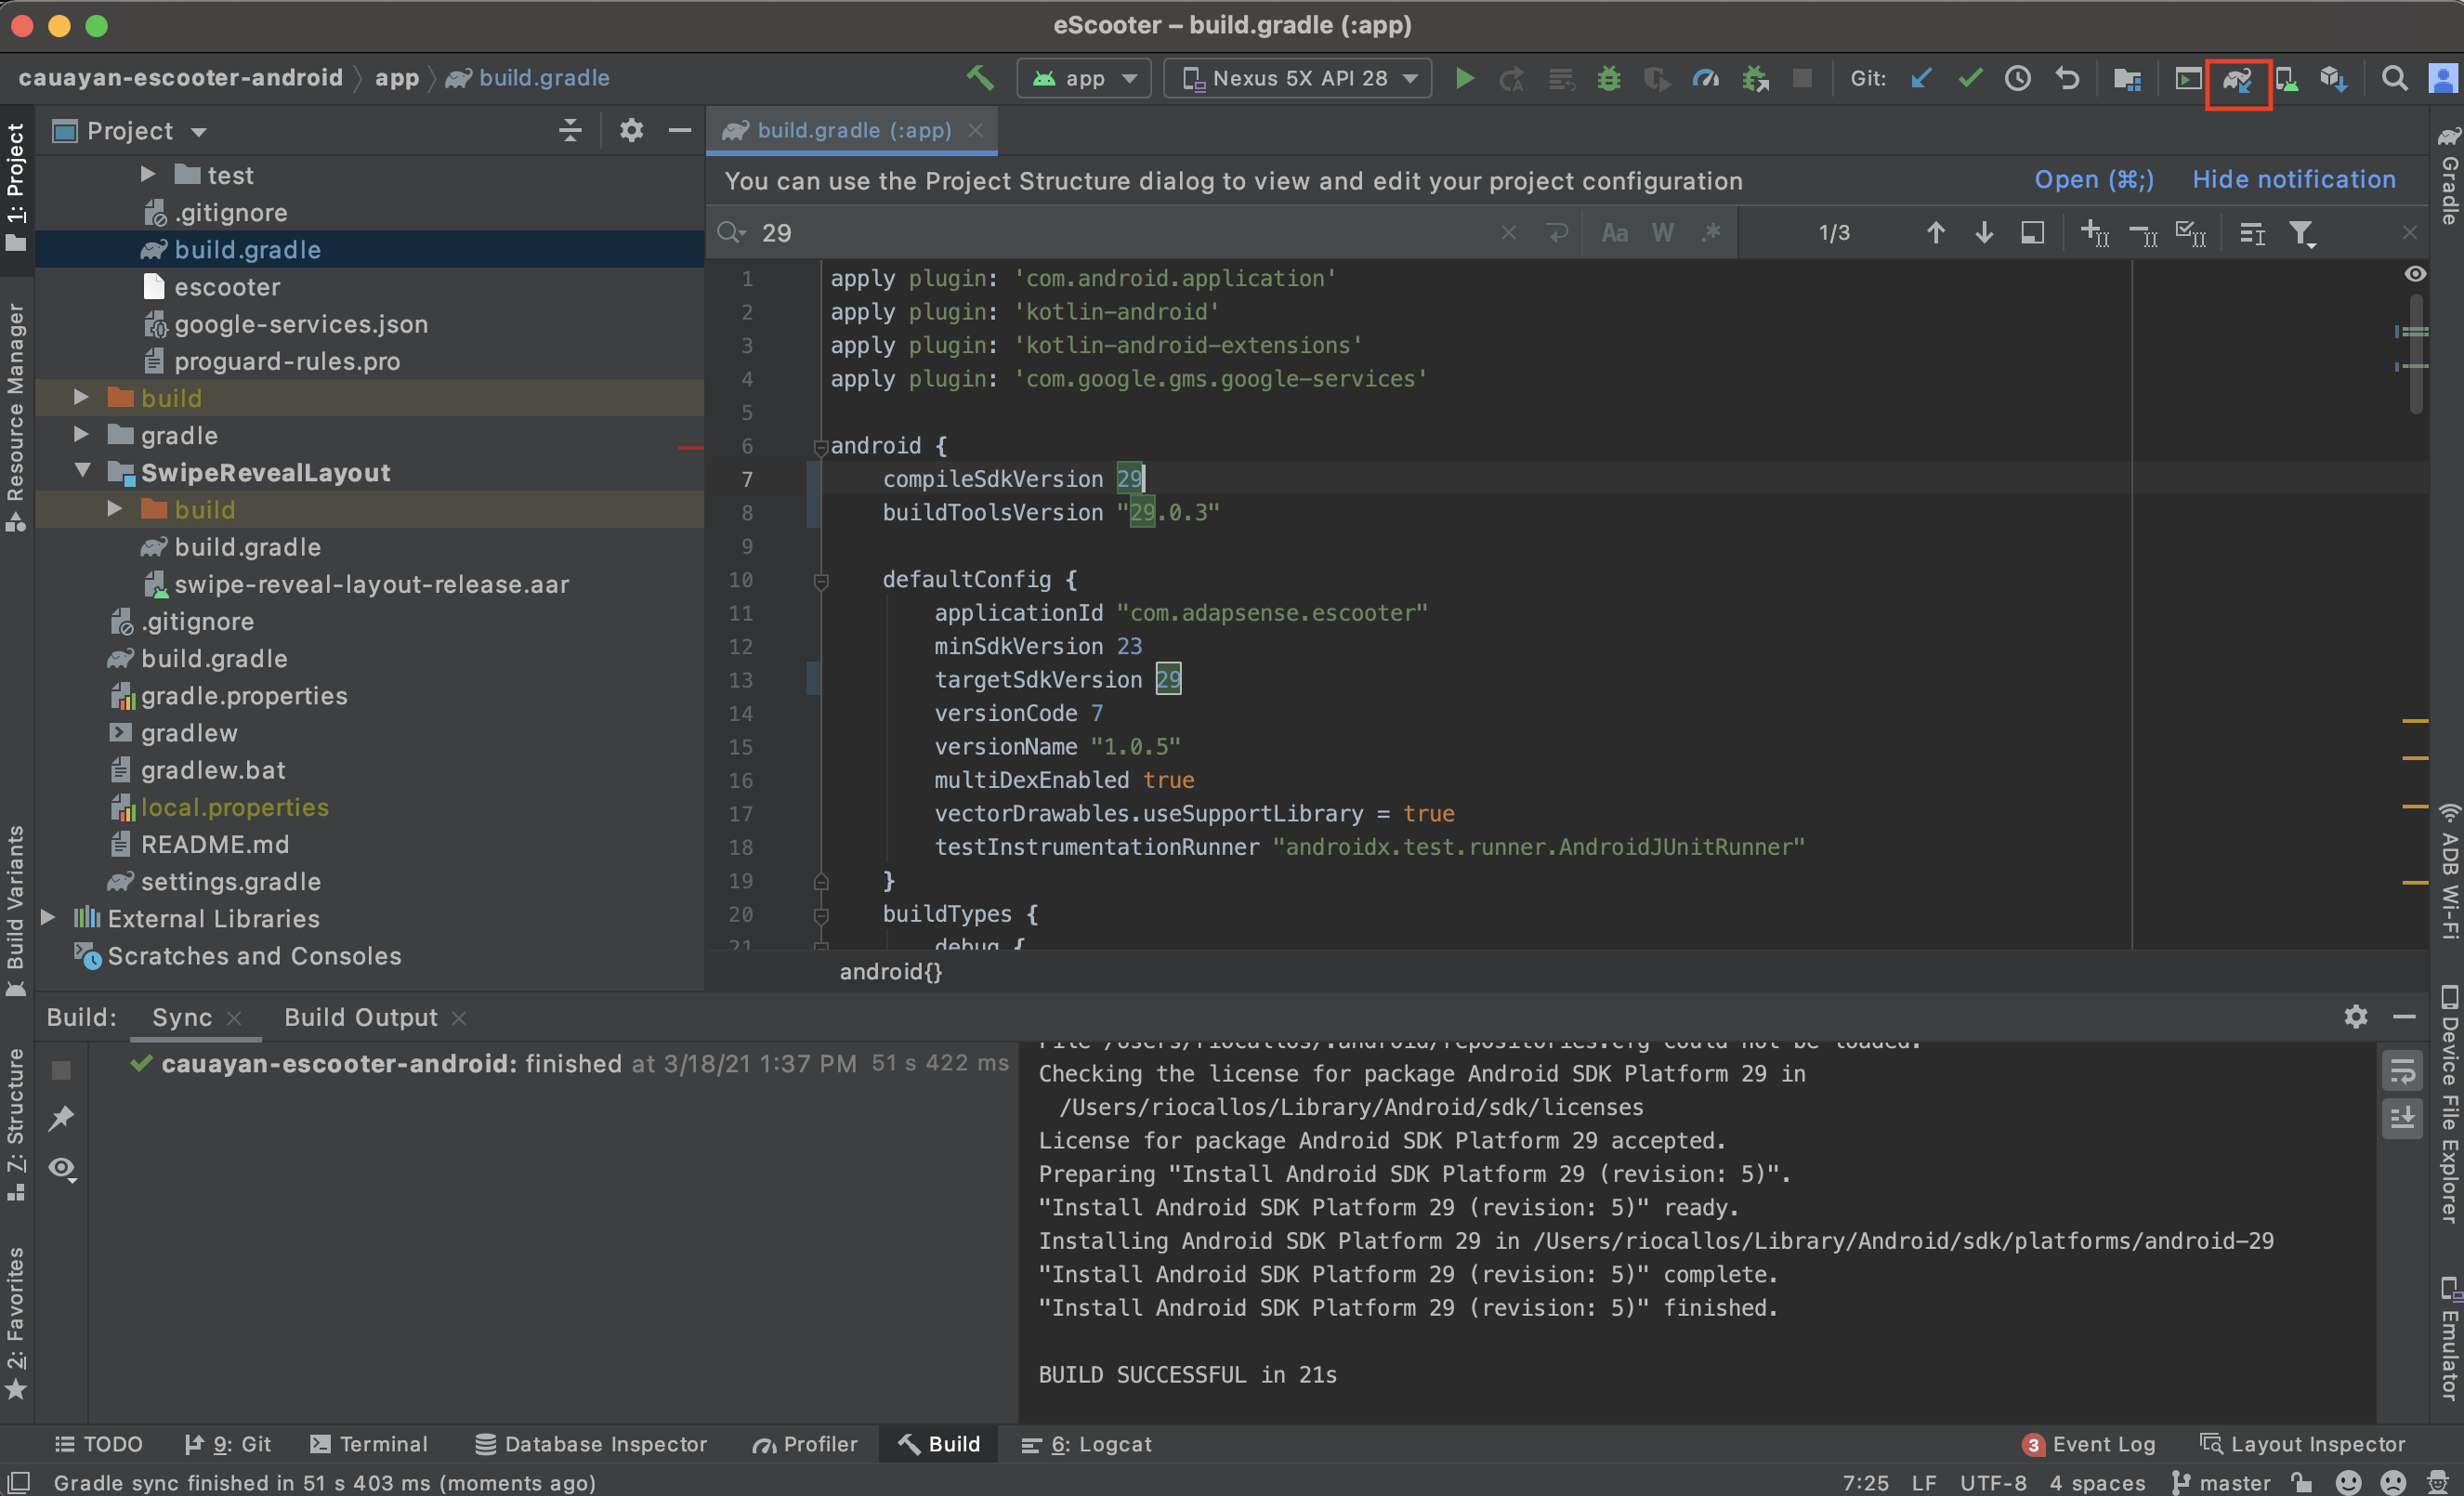 eScooter – build.gradle (:app)
cauayan-escooter-android app build.gradle
app
Nexus 5X API 28
Git:
1: Project
Resource Manager
Build Variants
7: Structure
2: Favorites
Project
test
.gitignore
build.gradle
escooter
google-services.json
proguard-rules.pro
build
gradle
SwipeRevealLayout
build
build.gradle
swipe-reveal-layout-release.aar
.gitignore
build.gradle
gradle.properties
gradlew
gradlew.bat
local.properties
README.md
settings.gradle
External Libraries
Scratches and Consoles
build.gradle (:app)
You can use the Project Structure dialog to view and edit your project configuration
Open (⌘;) Hide notification
29
Aa W .* 1/3
1 apply plugin: 'com.android.application'
2 apply plugin: 'kotlin-android'
3 apply plugin: 'kotlin-android-extensions'
4 apply plugin: 'com.google.gms.google-services'
5
6 android {
7 compileSdkVersion 29
8 buildToolsVersion "29.0.3"
9
10 defaultConfig {
11 applicationId "com.adapsense.escooter"
12 minSdkVersion 23
13 targetSdkVersion 29
14 versionCode 7
15 versionName "1.0.5"
16 multiDexEnabled true
17 vectorDrawables.useSupportLibrary = true
18 testInstrumentationRunner "androidx.test.runner.AndroidJUnitRunner"
19 }
20 buildTypes {
21 debug {
android{}
Gradle
ADB Wi-Fi
Device File Explorer
Emulator
Build: Sync Build Output
cauayan-escooter-android: finished at 3/18/21 1:37 PM 51 s 422 ms
File /Users/riocallos/.android/repositories.cfg could not be loaded.
Checking the license for package Android SDK Platform 29 in
/Users/riocallos/Library/Android/sdk/licenses
License for package Android SDK Platform 29 accepted.
Preparing "Install Android SDK Platform 29 (revision: 5)".
"Install Android SDK Platform 29 (revision: 5)" ready.
Installing Android SDK Platform 29 in /Users/riocallos/Library/Android/sdk/platforms/android-29
"Install Android SDK Platform 29 (revision: 5)" complete.
"Install Android SDK Platform 29 (revision: 5)" finished.
BUILD SUCCESSFUL in 21s
TODO 9: Git Terminal Database Inspector Profiler Build 6: Logcat 3 Event Log Layout Inspector
Gradle sync finished in 51 s 403 ms (moments ago) 7:25 LF UTF-8 4 spaces master